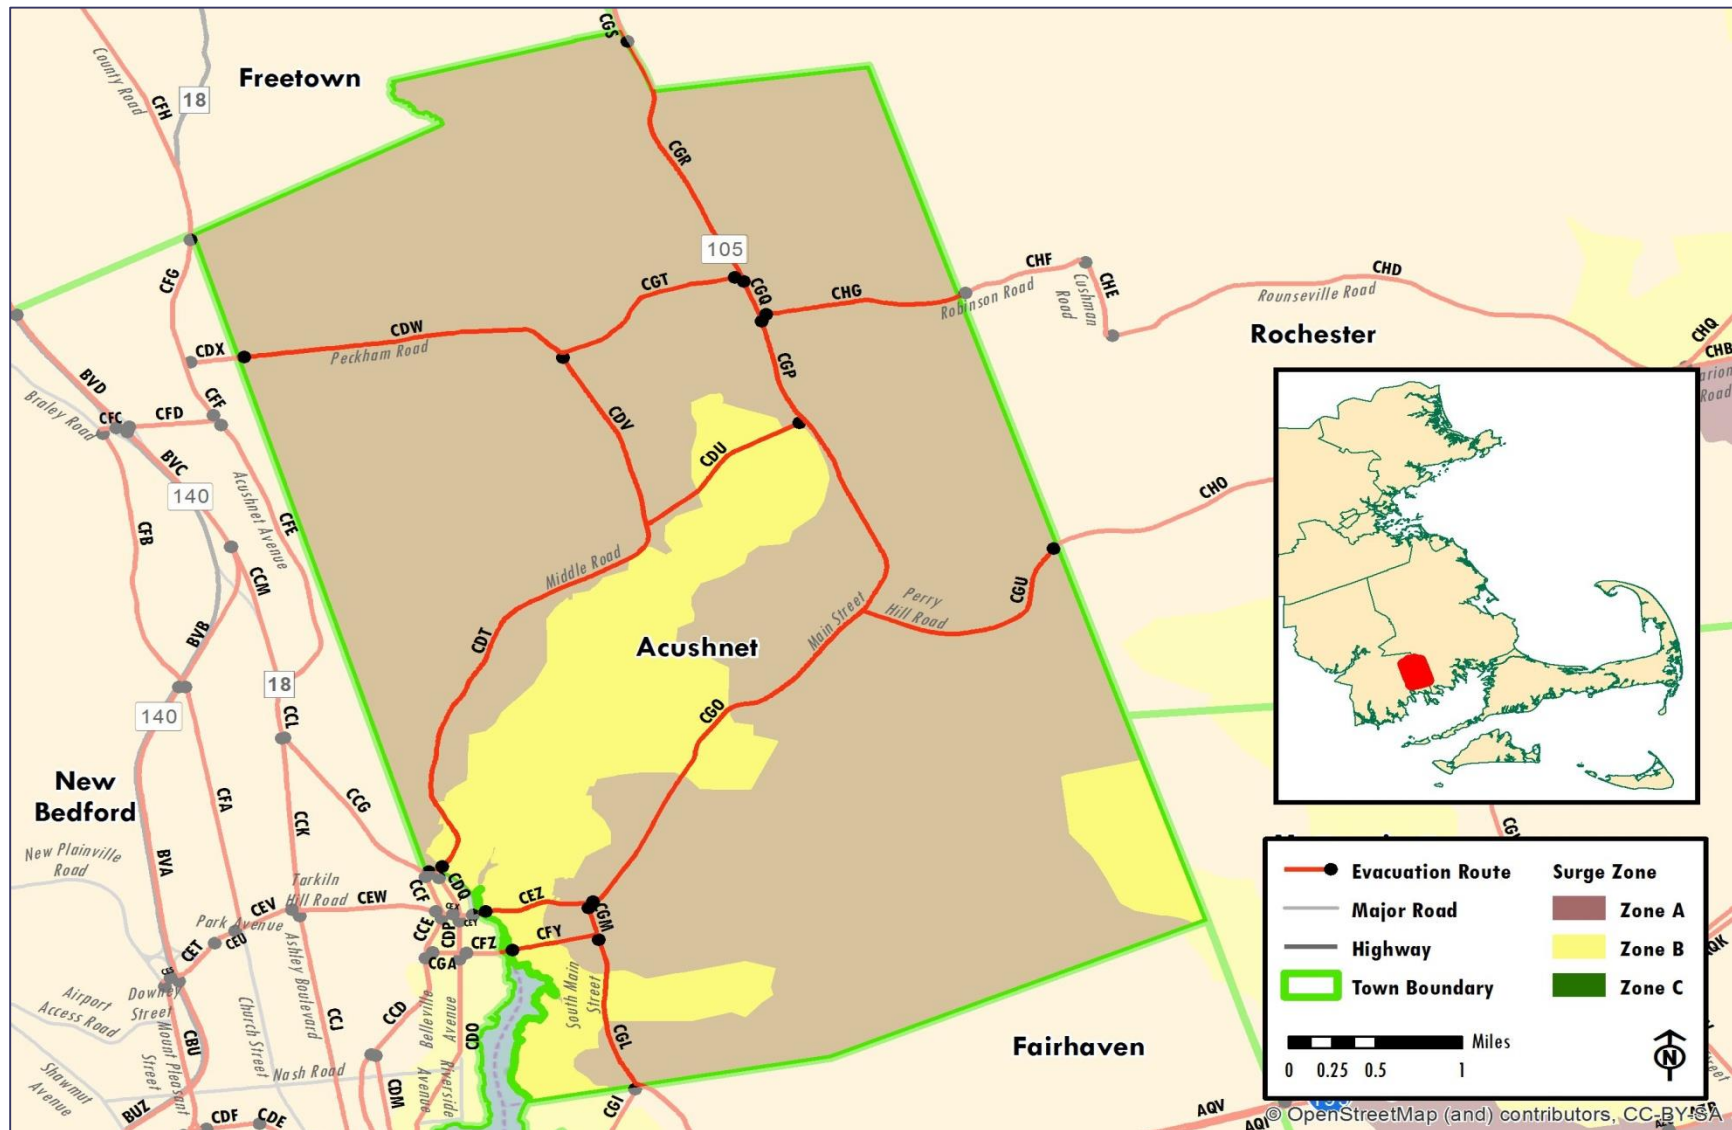 CGS
Freetown
County Road
CFH
18
CGR
105
CFG
CGT
CGQ
CHG
CHF
Robinson Road
Cushman
Road
CHE
CHD
Rounseville Road
Rochester
CHQ
CHB
CDX
CDW
Peckham Road
BVD
Braley Road
CFC
CFD
CFF
CGP
CDV
CDU
BVC
140
Acushnet Avenue
CFE
CFB
CHO
CCM
Middle Road
BVB
CDT
Acushnet
Main Street
Perry
Hill Road
CGU
18
140
CCL
CGO
New
Bedford
CFA
CCG
CCK
BVA
New Plainville
Road
Tarkiln
Hill Road
CEV
CEW
Park Avenue
CEU
CET
CCF
CDQ
CEX
CEY
CEZ
CGM
CCE
CDP
CFZ
CFY
CGA
Downey
Street
Airport
Access Road
Ashley Boulevard
Church Street
Mount Pleasant
Street
CBU
CCJ
CCD
Belleville
Avenue
Riverside
Avenue
CDO
South Main
Street
CGL
Fairhaven
Nash Road
Shawmut
Avenue
CDM
BUZ
CDF
CDE
CGI
Evacuation Route
Major Road
Highway
Town Boundary
Surge Zone
Zone A
Zone B
Zone C
Miles
0 0.25 0.5 1
N
AQV
AQI
© OpenStreetMap (and) contributors, CC-BY-SA